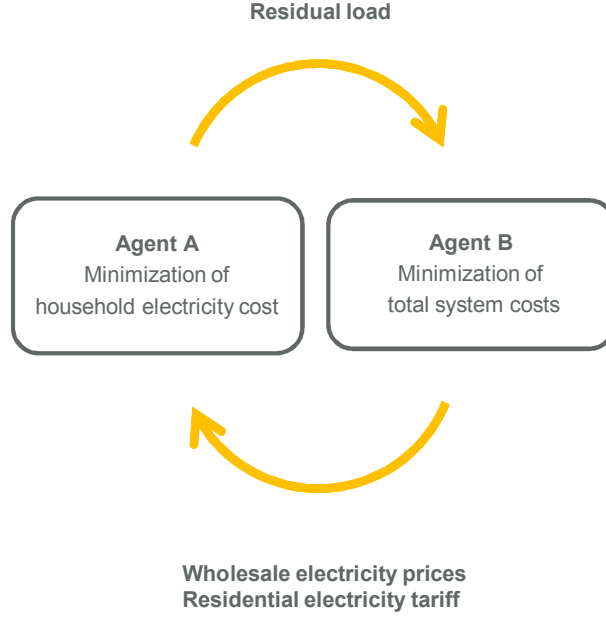 Residual load
Agent A
Minimization of
household electricity cost
Agent B
Minimization of
total system costs
Wholesale electricity prices
Residential electricity tariff